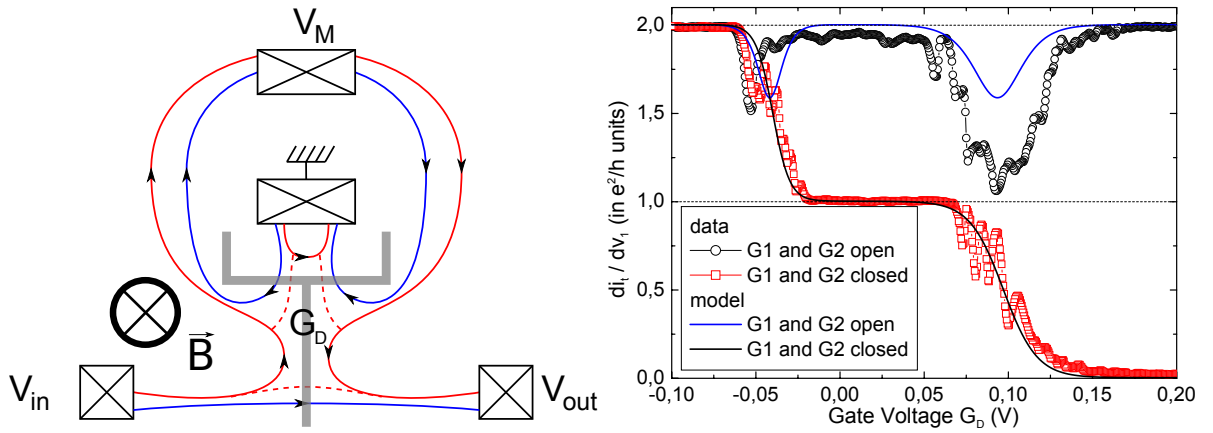 V_M
G_D
B
V_in
V_out
di_t / dv_1 (in e²/h units)
2,0
1,5
1,0
0,5
0,0
data
G1 and G2 open
G1 and G2 closed
model
G1 and G2 open
G1 and G2 closed
-0,10
-0,05
0,00
0,05
0,10
0,15
0,20
Gate Voltage G_D (V)